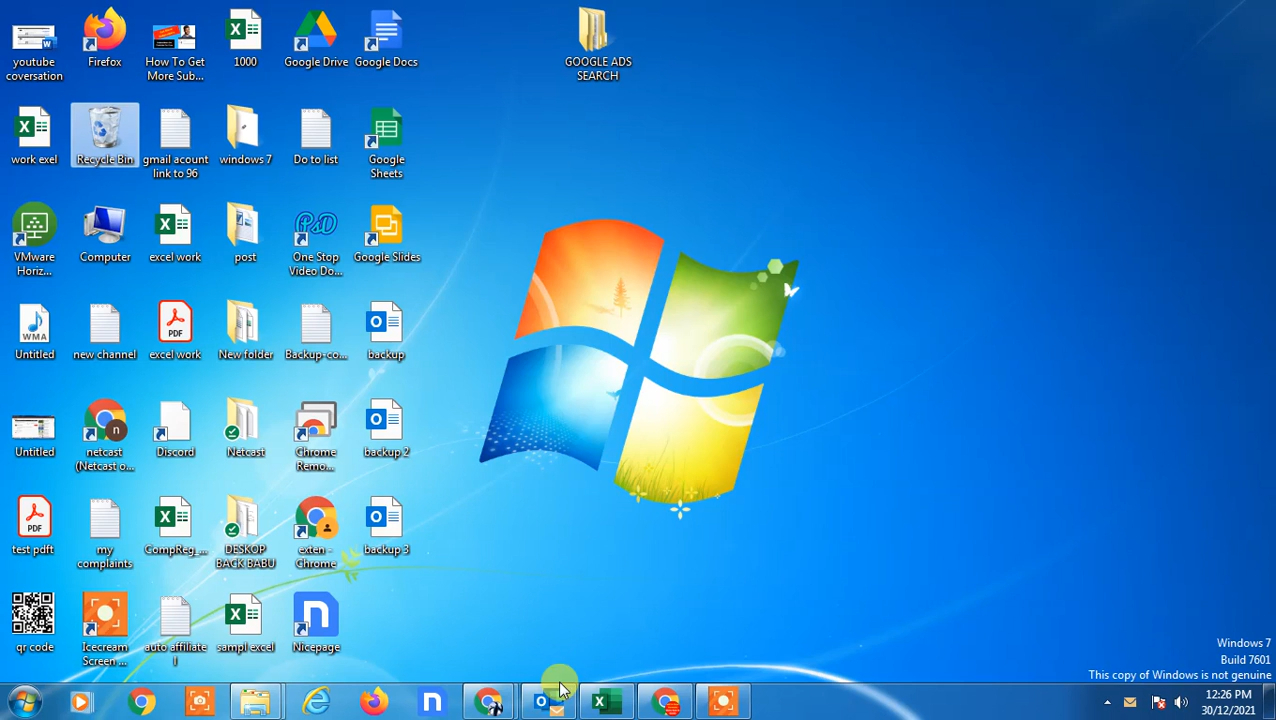 youtube
coversation
Firefox
How To Get
More Sub...
1000
Google Drive
Google Docs
GOOGLE ADS
SEARCH
work exel
Recycle Bin
gmail acount
link to 96
windows 7
Do to list
Google
Sheets
VMware
Horiz...
Computer
excel work
post
PSD
One Stop
Video Do...
Google Slides
WMA
Untitled
new channel
PDF
excel work
New folder
Backup-co...
backup
Untitled
n
netcast
(Netcast o...
Discord
Netcast
Chrome
Remo...
backup 2
PDF
test pdft
my
complaints
CompReg_...
DESKOP
BACK BABU
exten -
Chrome
backup 3
qr code
Icecream
Screen ...
auto affiliate
l
sampl excel
Nicepage
Windows 7
Build 7601
This copy of Windows is not genuine
12:26 PM
30/12/2021